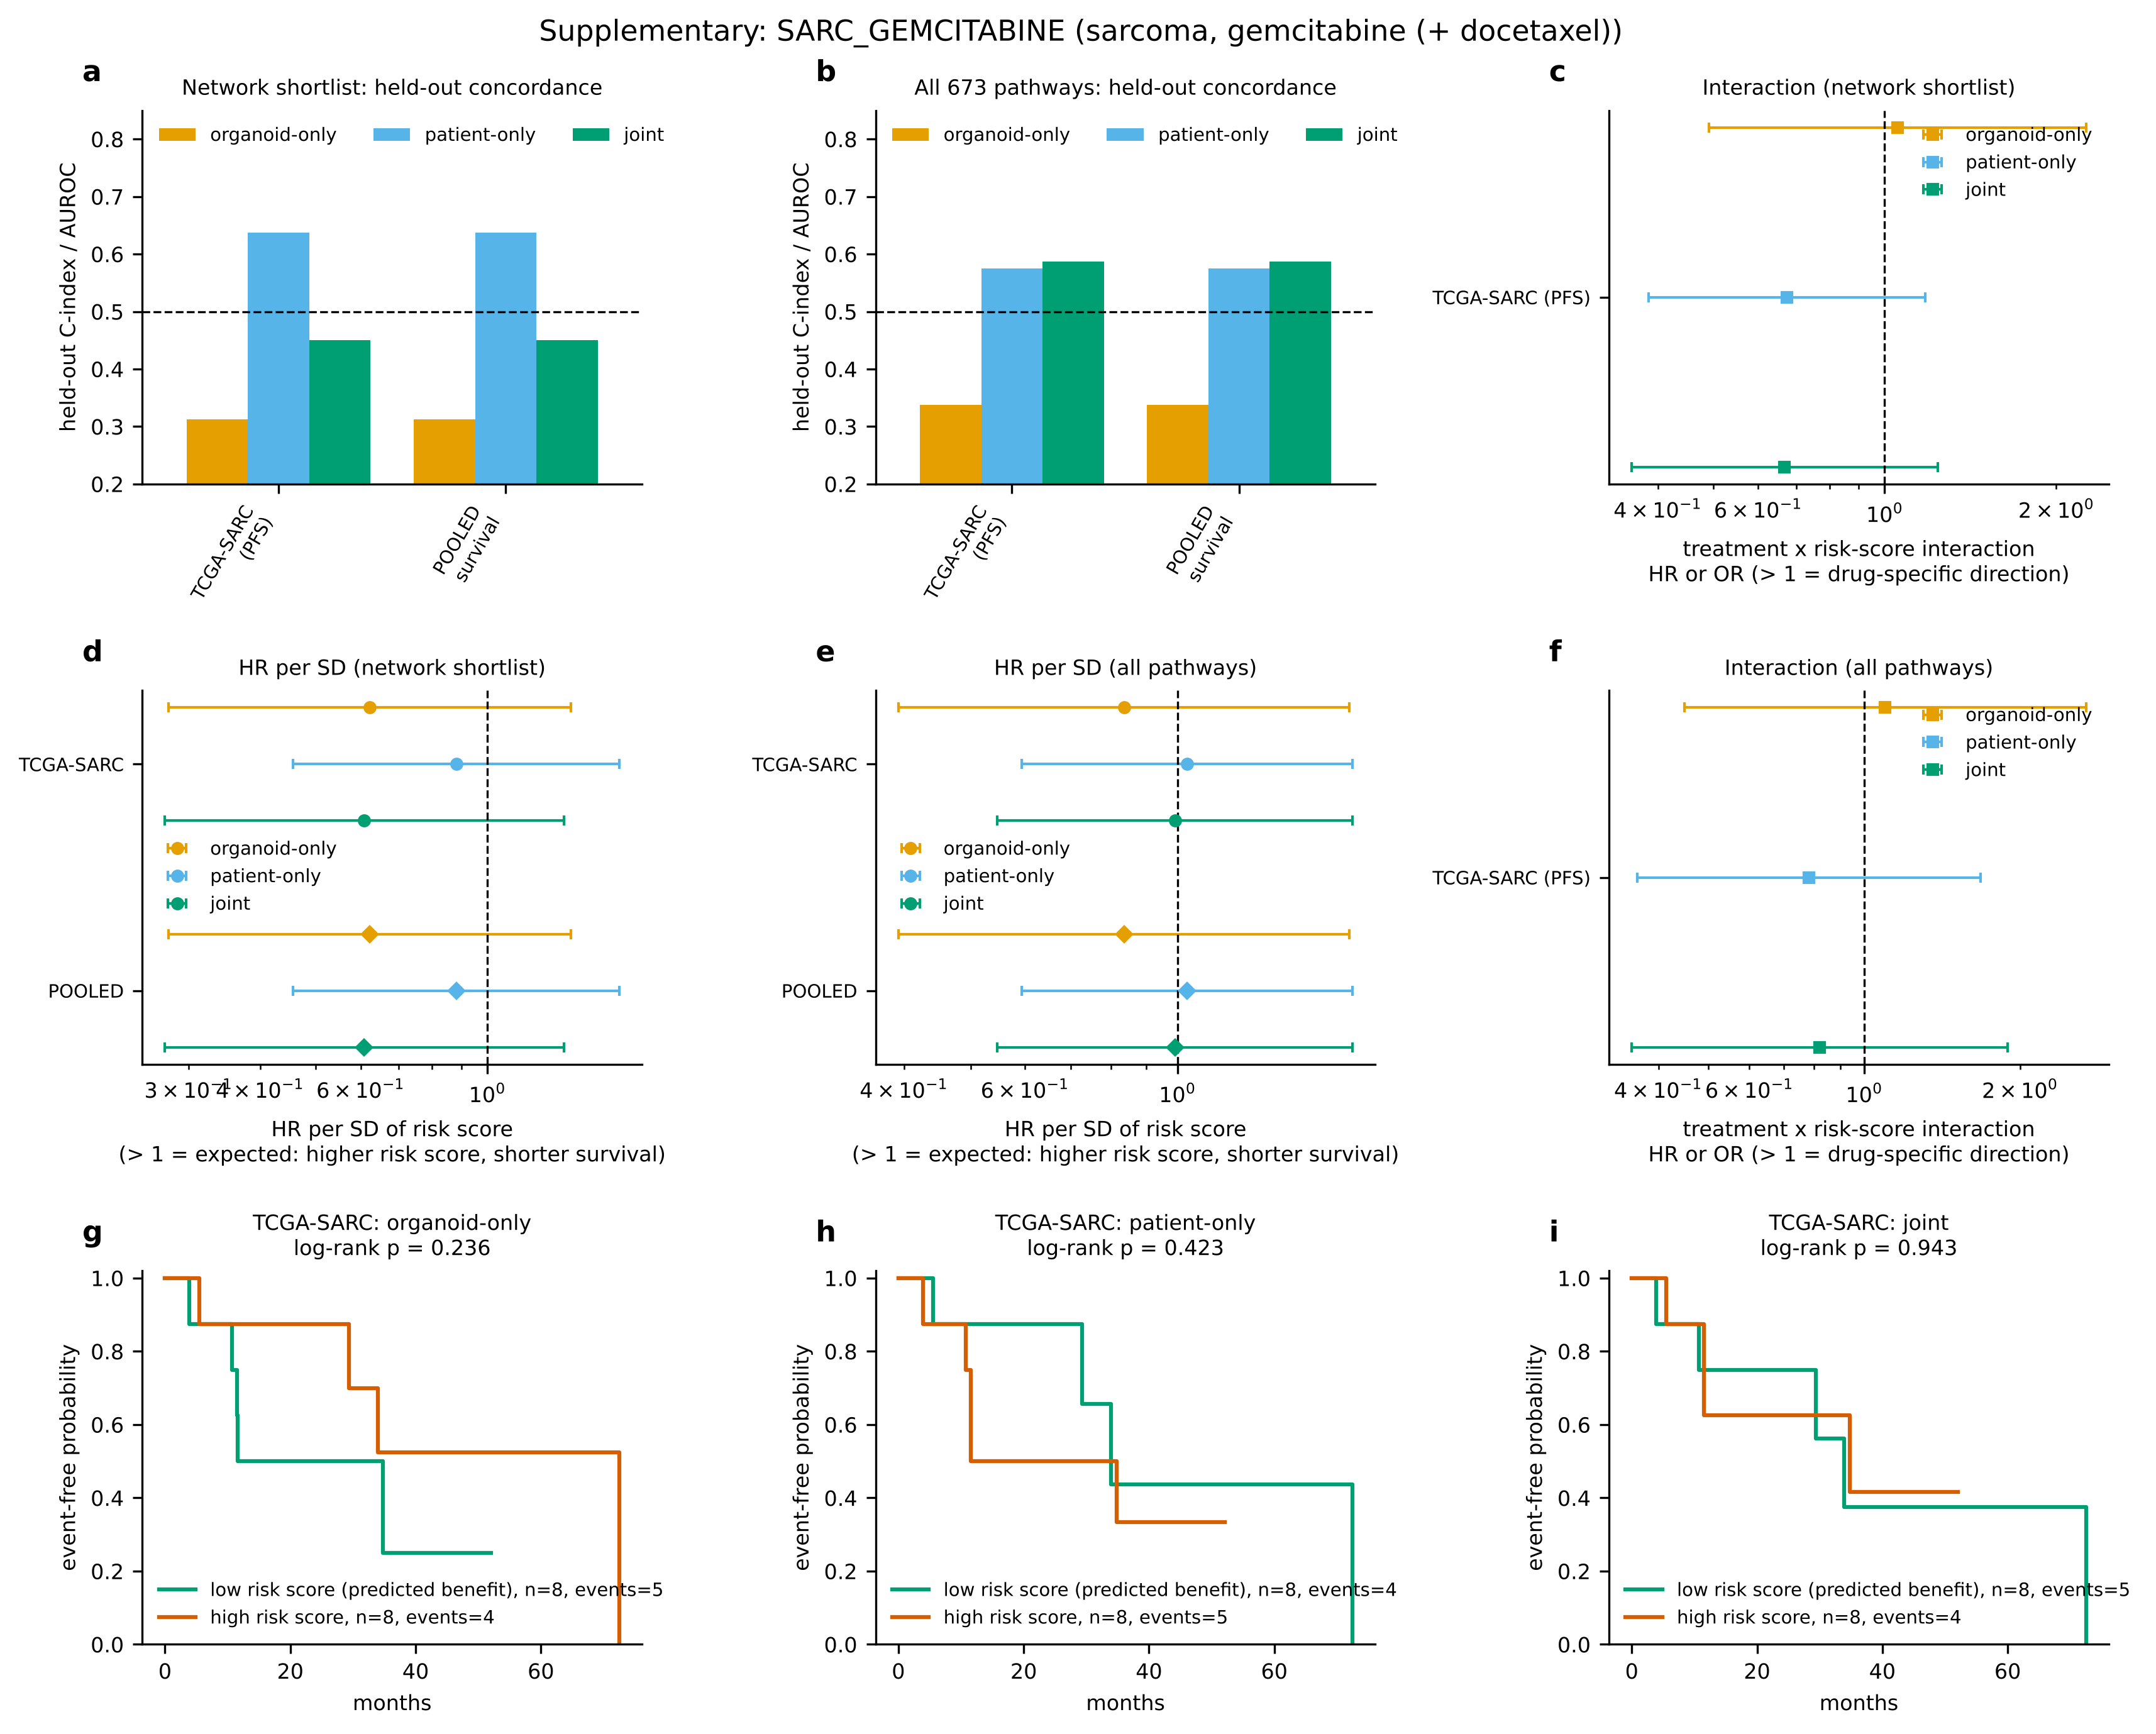 Supplementary: SARC_GEMCITABINE (sarcoma, gemcitabine (+ docetaxel))
a
Network shortlist: held-out concordance
organoid-only
patient-only
joint
held-out C-index / AUROC
0.8
0.7
0.6
0.5
0.4
0.3
0.2
TCGA-SARC
(PFS)
POOLED
survival
b
All 673 pathways: held-out concordance
organoid-only
patient-only
joint
held-out C-index / AUROC
0.8
0.7
0.6
0.5
0.4
0.3
0.2
TCGA-SARC
(PFS)
POOLED
survival
c
Interaction (network shortlist)
organoid-only
patient-only
joint
TCGA-SARC (PFS)
4 × 10⁻¹ 6 × 10⁻¹ 10⁰ 2 × 10⁰
treatment x risk-score interaction
HR or OR (> 1 = drug-specific direction)
d
HR per SD (network shortlist)
TCGA-SARC
organoid-only
patient-only
joint
POOLED
3 × 10⁻¹ 4 × 10⁻¹ 6 × 10⁻¹ 10⁰
HR per SD of risk score
(> 1 = expected: higher risk score, shorter survival)
e
HR per SD (all pathways)
TCGA-SARC
organoid-only
patient-only
joint
POOLED
4 × 10⁻¹ 6 × 10⁻¹ 10⁰
HR per SD of risk score
(> 1 = expected: higher risk score, shorter survival)
f
Interaction (all pathways)
organoid-only
patient-only
joint
TCGA-SARC (PFS)
4 × 10⁻¹ 6 × 10⁻¹ 10⁰ 2 × 10⁰
treatment x risk-score interaction
HR or OR (> 1 = drug-specific direction)
g
TCGA-SARC: organoid-only
log-rank p = 0.236
event-free probability
1.0
0.8
0.6
0.4
0.2
0.0
low risk score (predicted benefit), n=8, events=5
high risk score, n=8, events=4
0 20 40 60
months
h
TCGA-SARC: patient-only
log-rank p = 0.423
event-free probability
1.0
0.8
0.6
0.4
0.2
0.0
low risk score (predicted benefit), n=8, events=4
high risk score, n=8, events=5
0 20 40 60
months
i
TCGA-SARC: joint
log-rank p = 0.943
event-free probability
1.0
0.8
0.6
0.4
0.2
0.0
low risk score (predicted benefit), n=8, events=5
high risk score, n=8, events=4
0 20 40 60
months